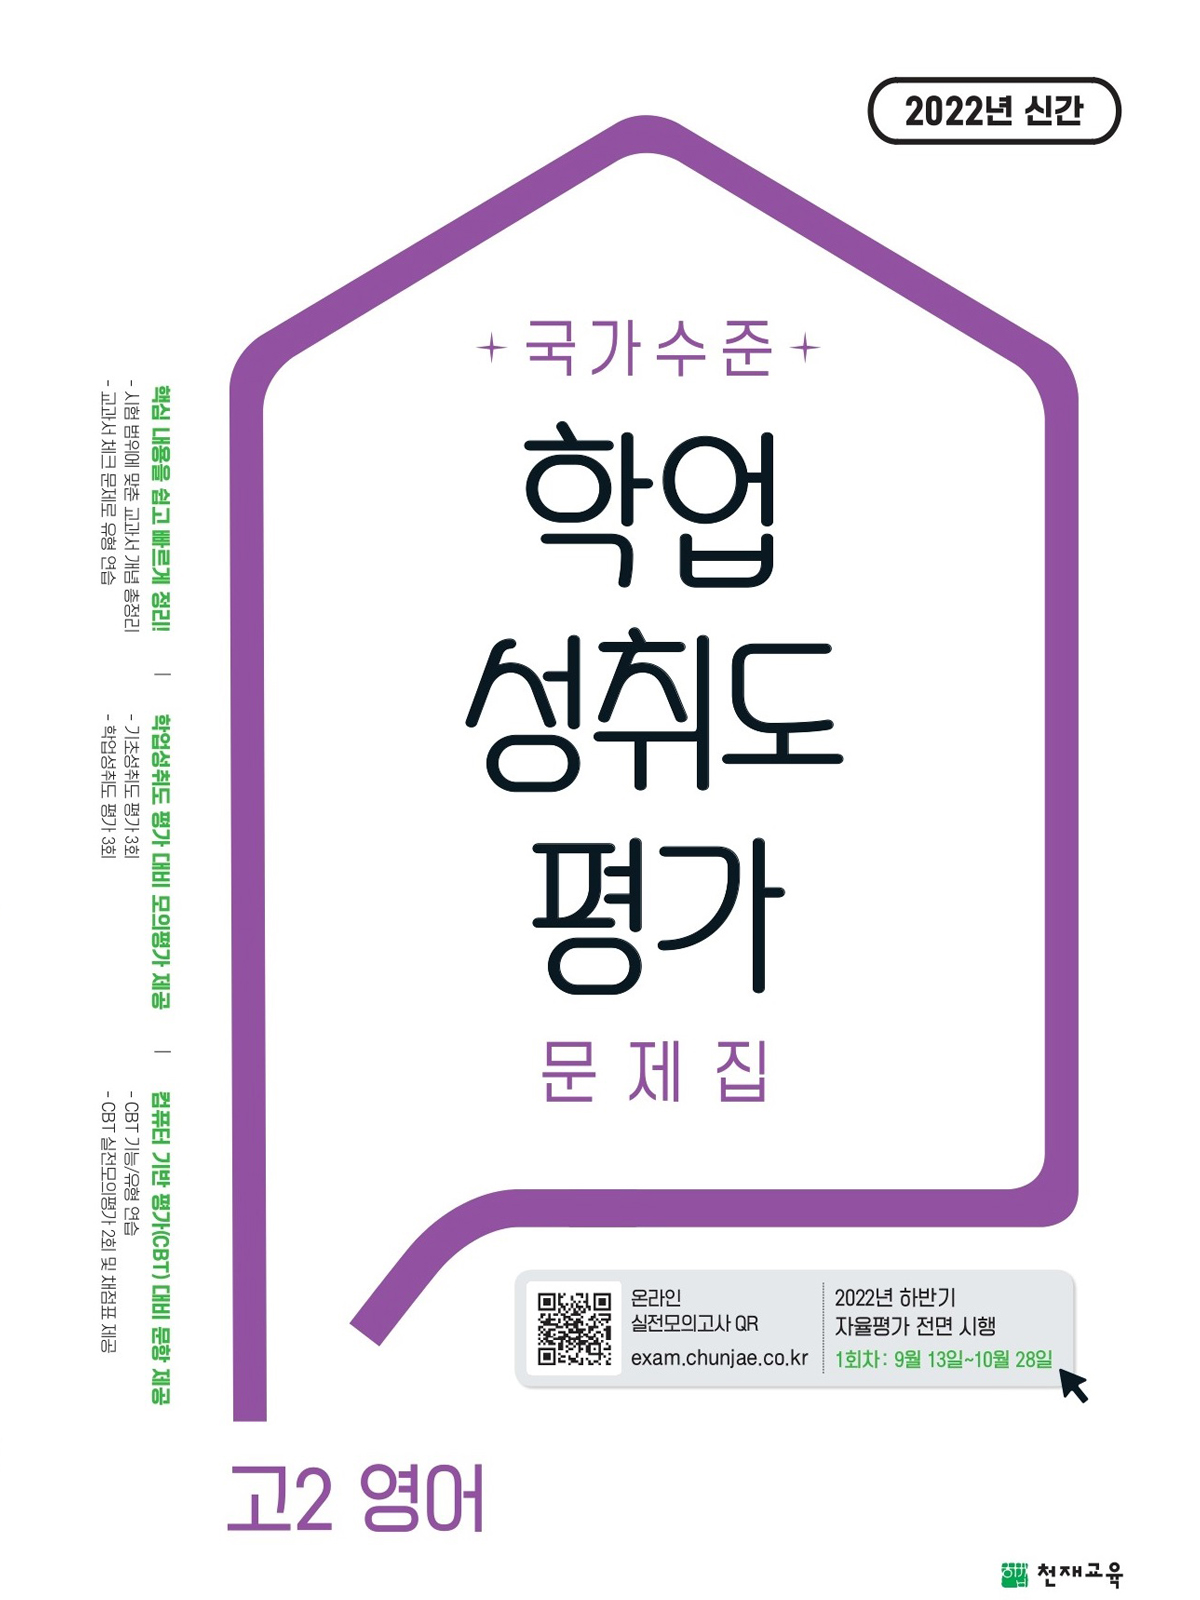 2022년 신간
국가수준
학업
성취도
평가
문제집
핵심 내용을 쉽고 빠르게 정리!
- 시험 범위에 맞춘 교과서 개념 총정리
- 교과서 체크 문제로 유형 연습
학업성취도 평가 대비 모의평가 제공
- 기초성취도 평가 3회
- 학업성취도 평가 3회
컴퓨터 기반 평가(CBT) 대비 문항 제공
- CBT 기능/유형 연습
- CBT 실전모의평가 2회 및 채점표 제공
온라인
실전모의고사 QR
exam.chunjae.co.kr
2022년 하반기
자율평가 전면 시행
1회차: 9월 13일~10월 28일
고2 영어
천재교육